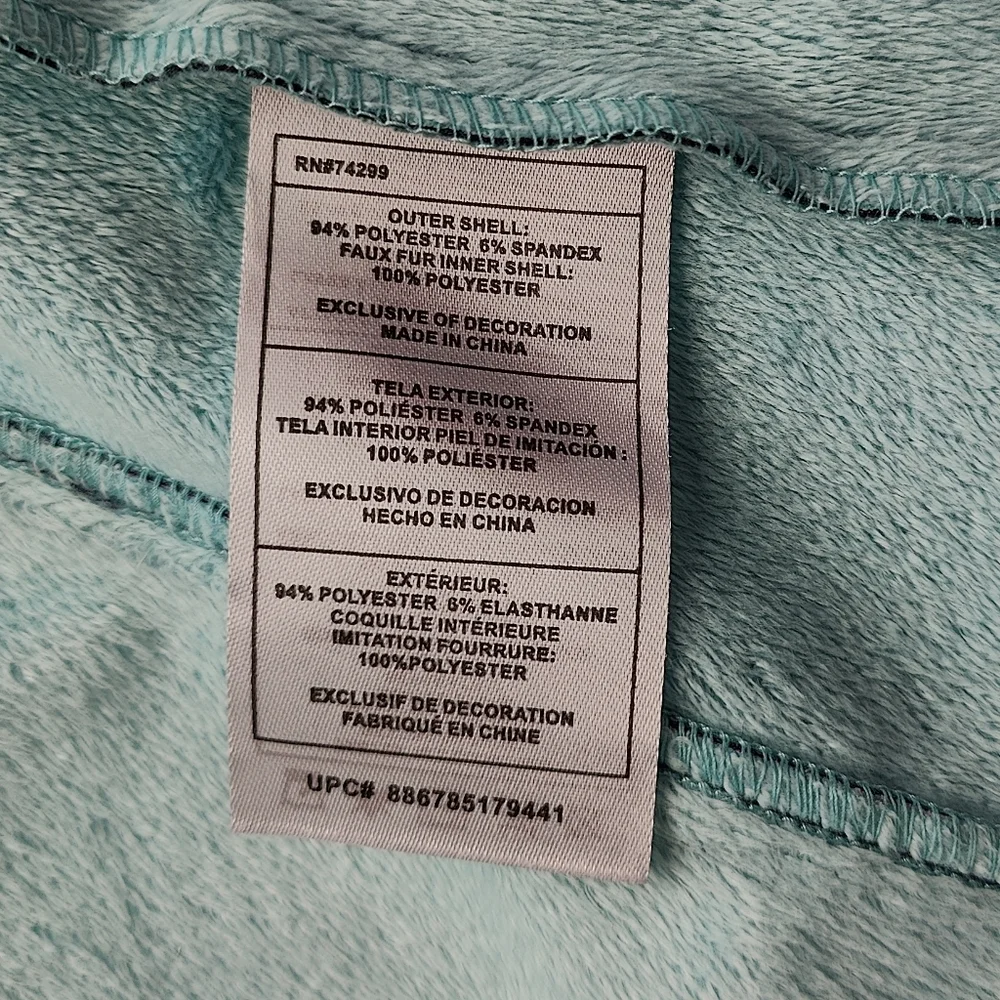 RN#74299
OUTER SHELL:
94% POLYESTER 6% SPANDEX
FAUX FUR INNER SHELL:
100% POLYESTER
EXCLUSIVE OF DECORATION
MADE IN CHINA
TELA EXTERIOR:
94% POLIÉSTER 6% SPANDEX
TELA INTERIOR PIEL DE IMITACION :
100% POLIÉSTER
EXCLUSIVO DE DECORACION
HECHO EN CHINA
EXTÉRIEUR:
94% POLYESTER 6% ELASTHANNE
COQUILLE INTÉRIEURE
IMITATION FOURRURE:
100%POLYESTER
EXCLUSIF DE DECORATION
FABRIQUÉ EN CHINE
UPC# 886785179441